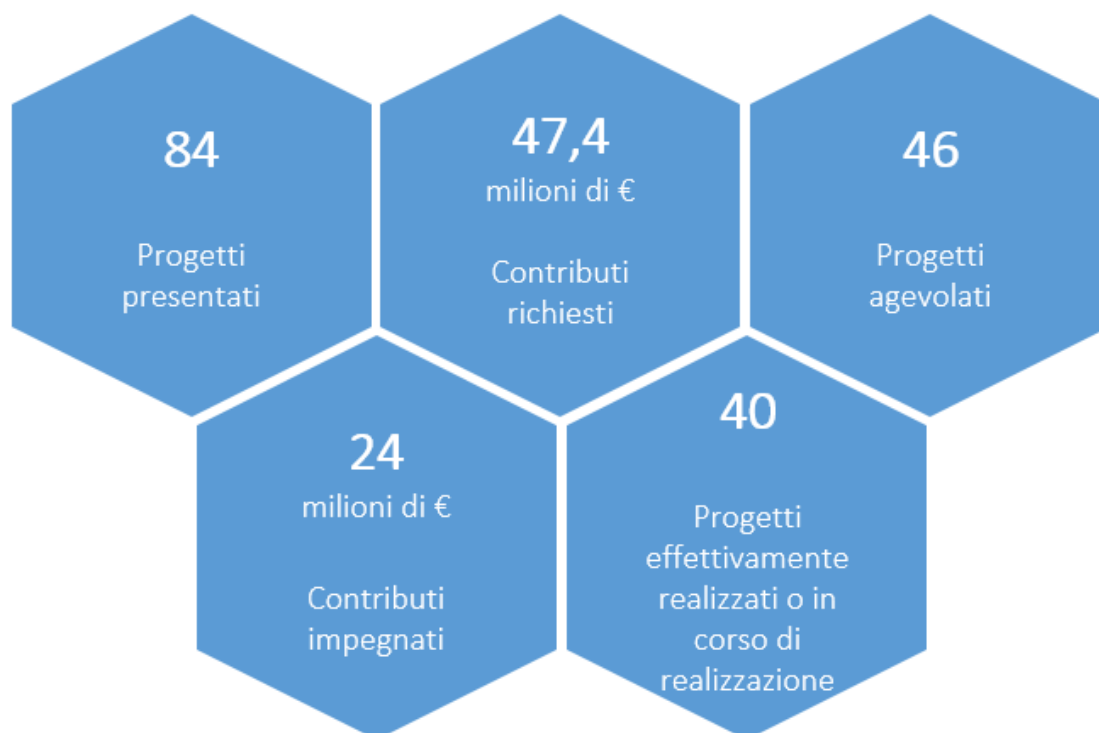 84
Progetti
presentati
47,4
milioni di €
Contributi
richiesti
46
Progetti
agevolati
24
milioni di €
Contributi
impegnati
40
Progetti
effettivamente
realizzati o in
corso di
realizzazione